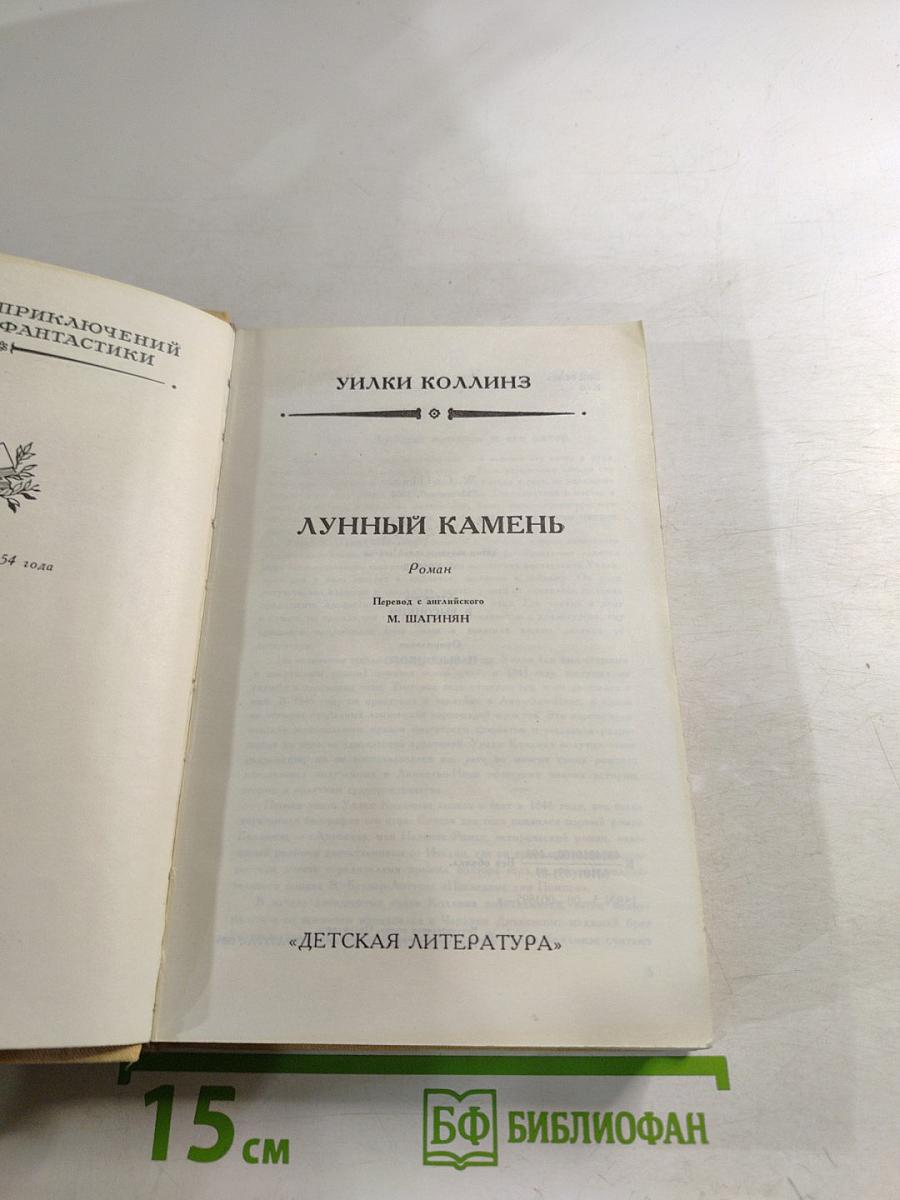 ПРИКЛЮЧЕНИЙ
ФАНТАСТИКИ
54 года
УИЛКИ КОЛЛИНЗ
ЛУННЫЙ КАМЕНЬ
Роман
Перевод с английского
М. ШАГИНЯН
«ДЕТСКАЯ ЛИТЕРАТУРА»
15 см
БФ БИБЛИОФАН